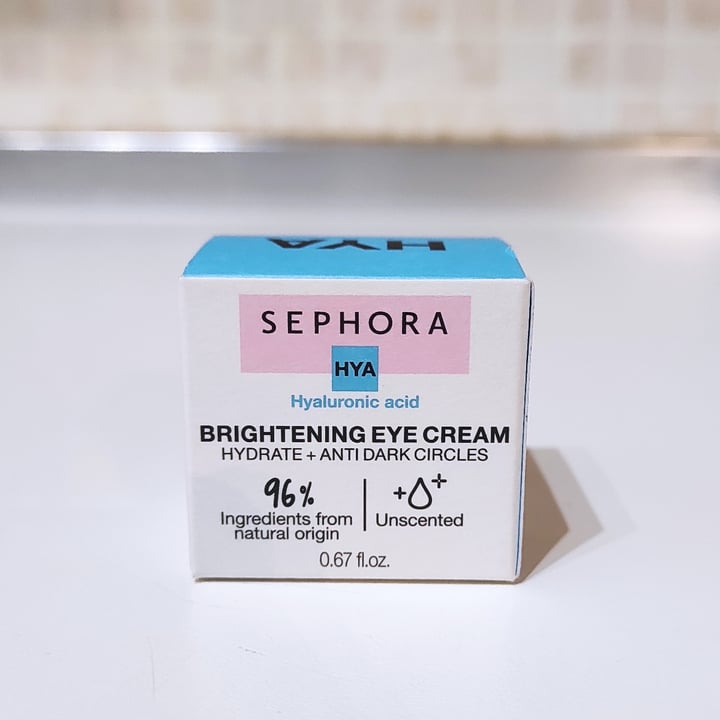 HYA
SEPHORA
HYA
Hyaluronic acid
BRIGHTENING EYE CREAM
HYDRATE + ANTI DARK CIRCLES
96%
Ingredients from
natural origin
Unscented
0.67 fl.oz.